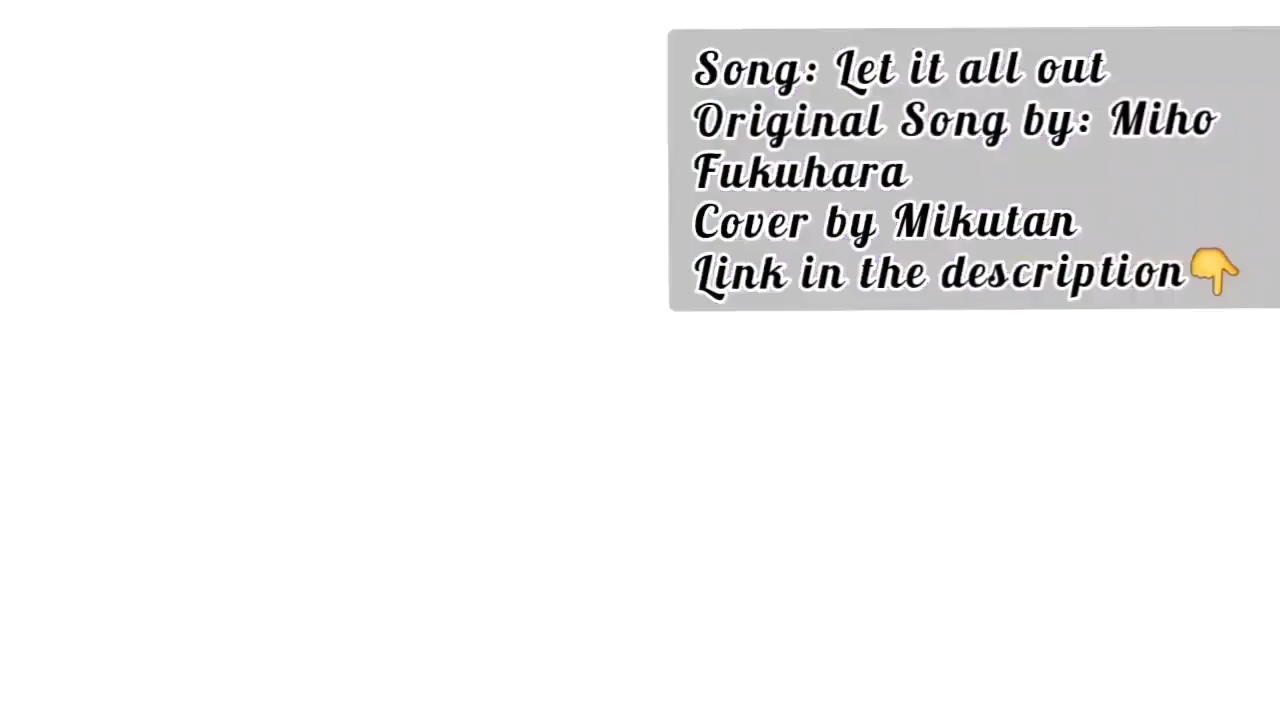 Song: Let it all out
Original Song by: Miho
Fukuhara
Cover by Mikutan
Link in the description👇